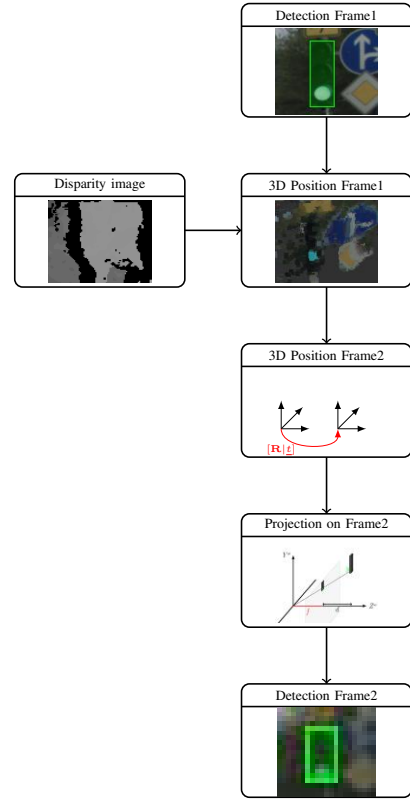 Detection Frame1
Disparity image
3D Position Frame1
3D Position Frame2
[R|t]
Projection on Frame2
Detection Frame2